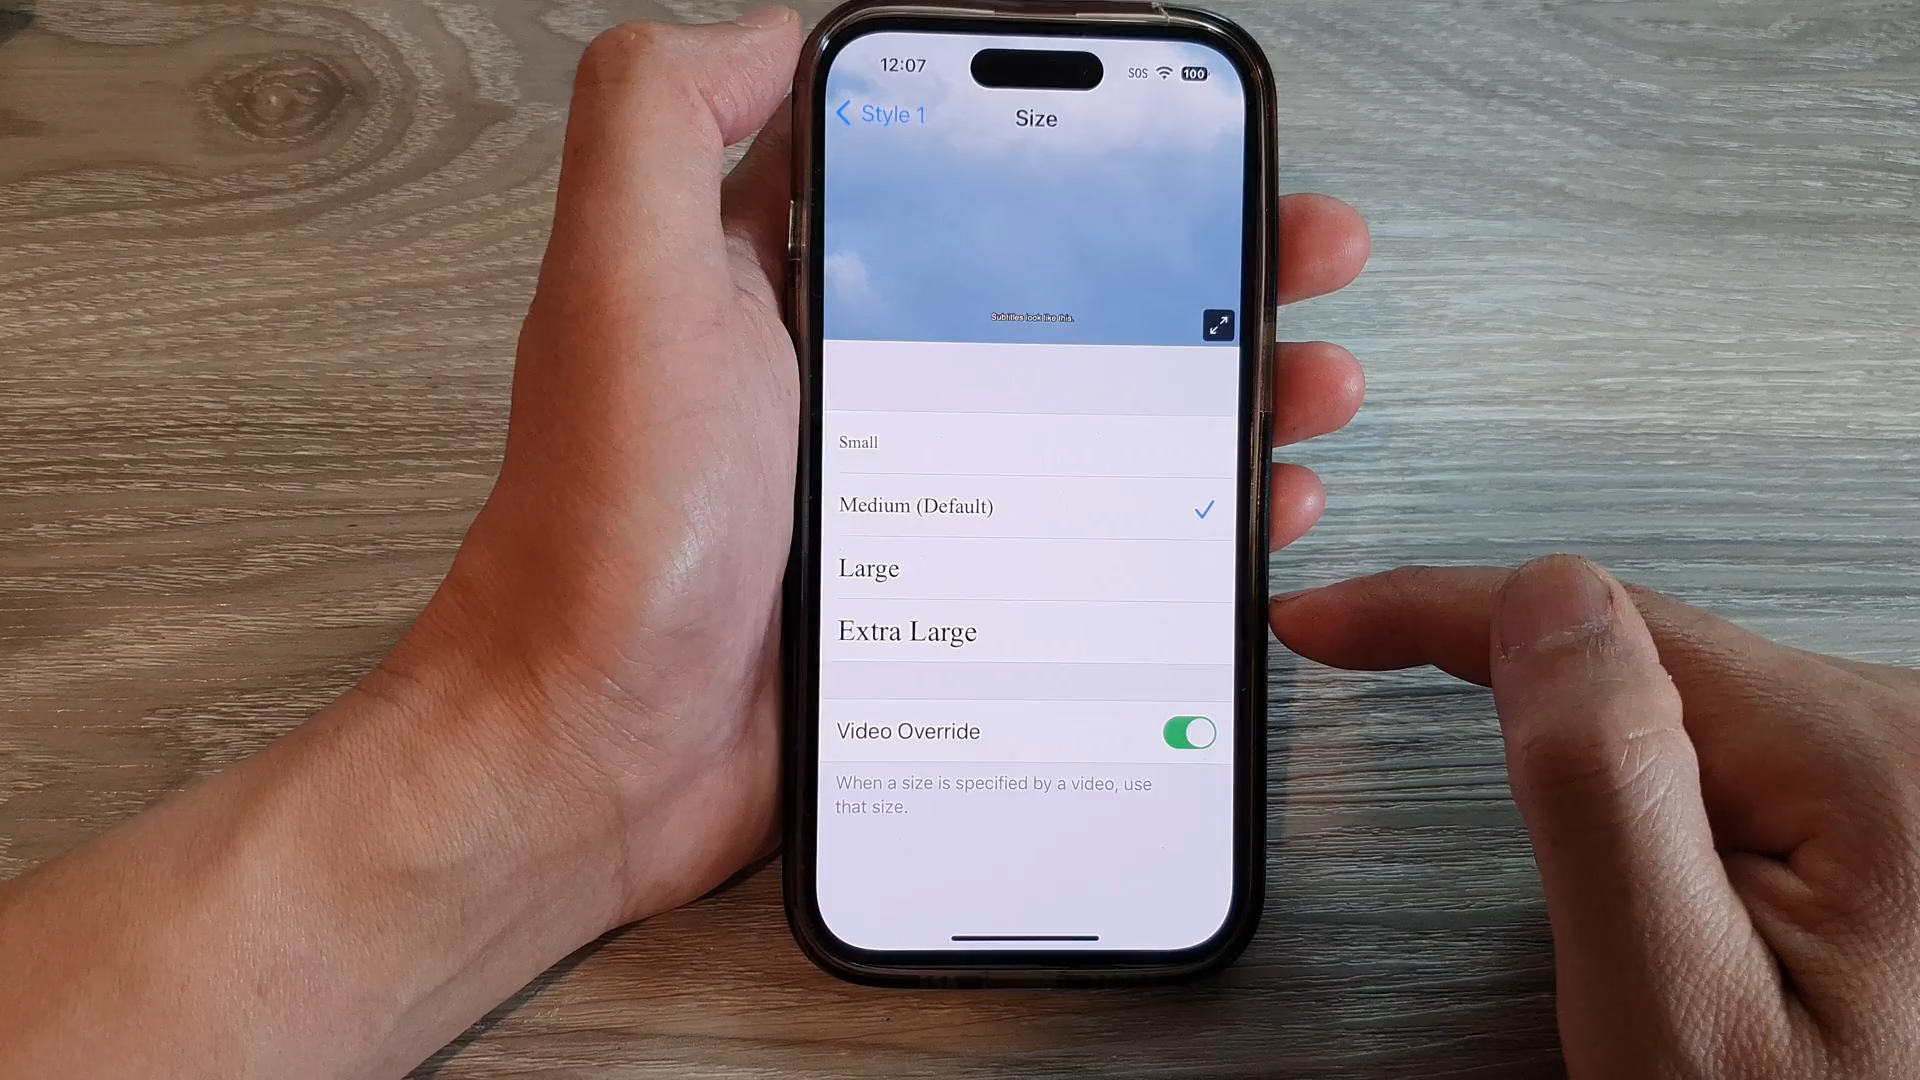 12:07
SOS 100
Style 1
Size
Subtitles look like this.
Small
Medium (Default)
Large
Extra Large
Video Override
When a size is specified by a video, use
that size.